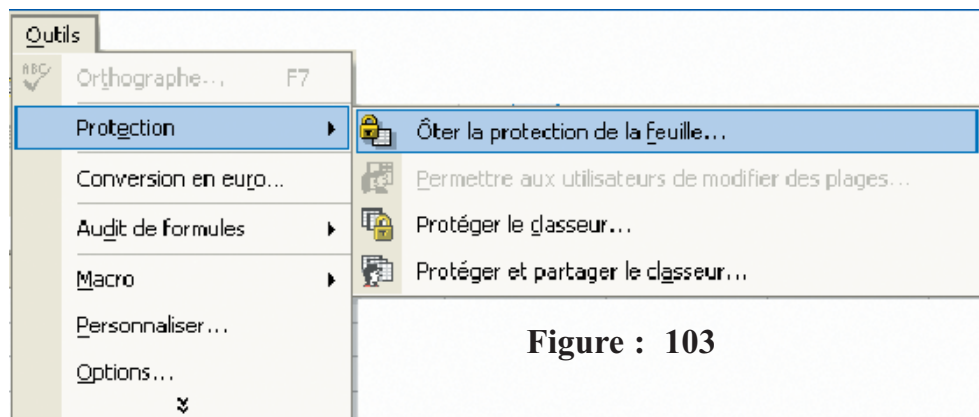 Outils
Orthographe... F7
Protection
Conversion en euro...
Audit de formules
Macro
Personnaliser...
Options...
Ôter la protection de la feuille...
Permettre aux utilisateurs de modifier des plages...
Protéger le classeur...
Protéger et partager le classeur...
Figure : 103